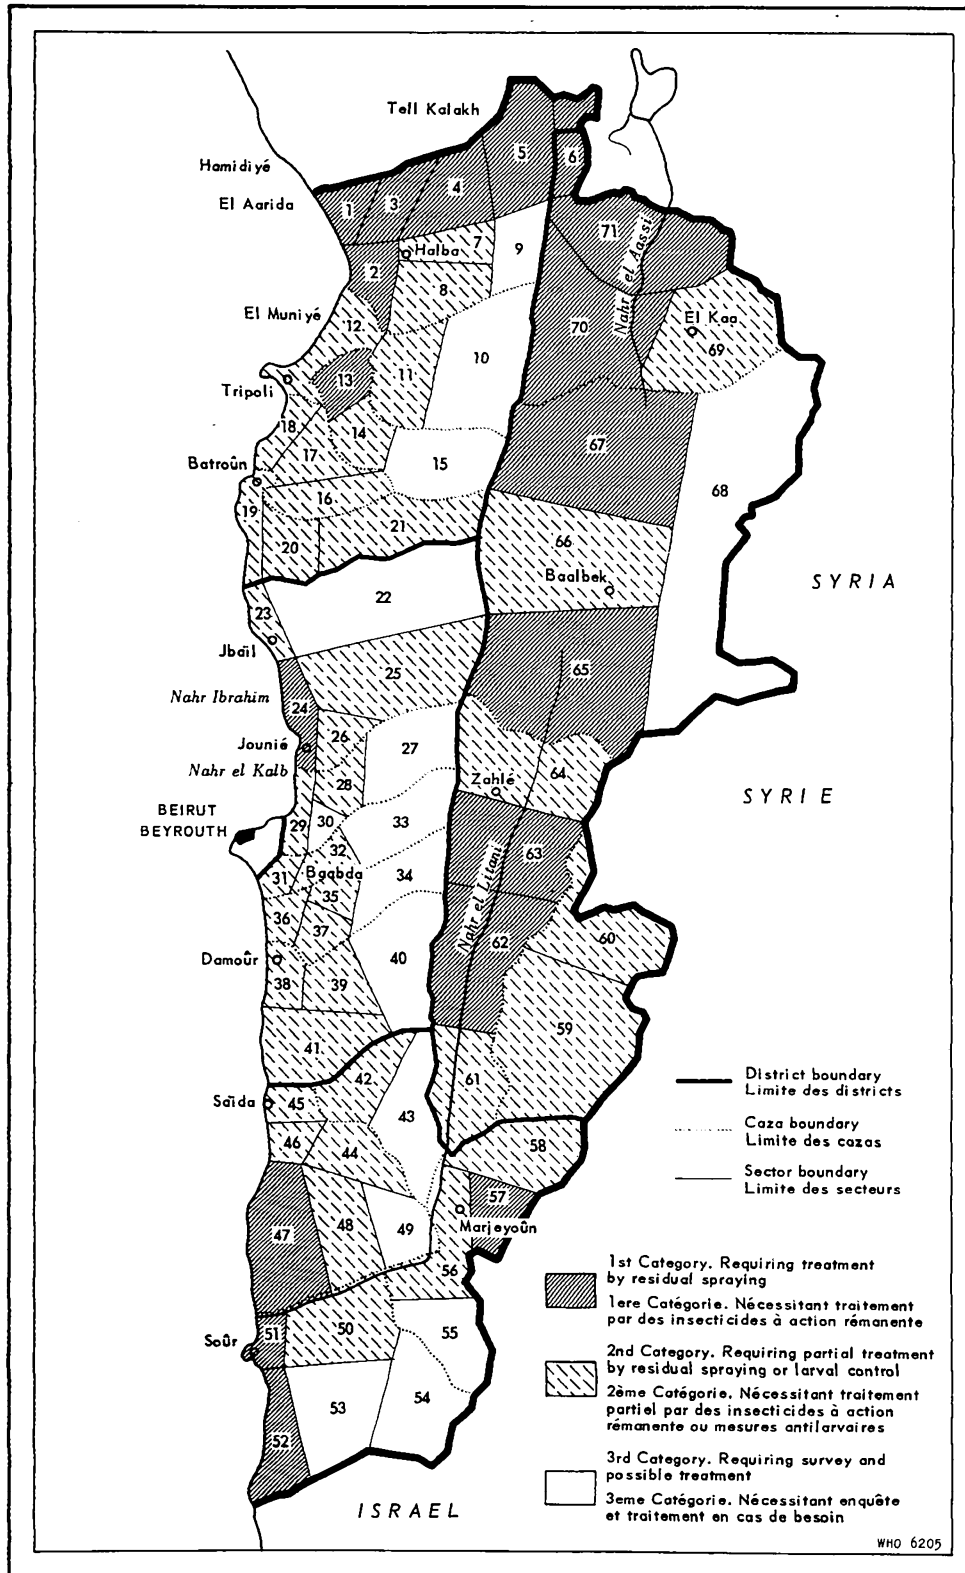 Tell Kalakh
Hamidiyé
El Aarida
5
6
4
3
1
71
9
7
Halba
2
Nahr el Aassi
8
El Muniyé
12
70
El Kaa
69
10
11
13
Tripoli
18
14
17
67
15
Batroûn
68
16
19
21
20
66
Baalbek
SYRIA
22
23
Jbaïl
25
65
Nahr Ibrahim
24
26
27
Jounié
Nahr el Kalb
28
64
Zahlé
SYRIE
BEIRUT
BEYROUTH
29
30
33
32
63
31
Baabda
34
35
36
37
Nahr el Litani
62
60
Damoûr
40
38
39
59
41
42
61
Saïda
45
43
46
44
58
57
47
48
49
Marjeyoûn
56
51
50
Soûr
55
53
54
52
ISRAEL
District boundary
Limite des districts
Caza boundary
Limite des cazas
Sector boundary
Limite des secteurs
1st Category. Requiring treatment
by residual spraying
1ere Catégorie. Nécessitant traitement
par des insecticides à action rémanente
2nd Category. Requiring partial treatment
by residual spraying or larval control
2ème Catégorie. Nécessitant traitement
partiel par des insecticides à action
rémanente ou mesures antilarvaires
3rd Category. Requiring survey and
possible treatment
3eme Catégorie. Nécessitant enquête
et traitement en cas de besoin
WHO 6205